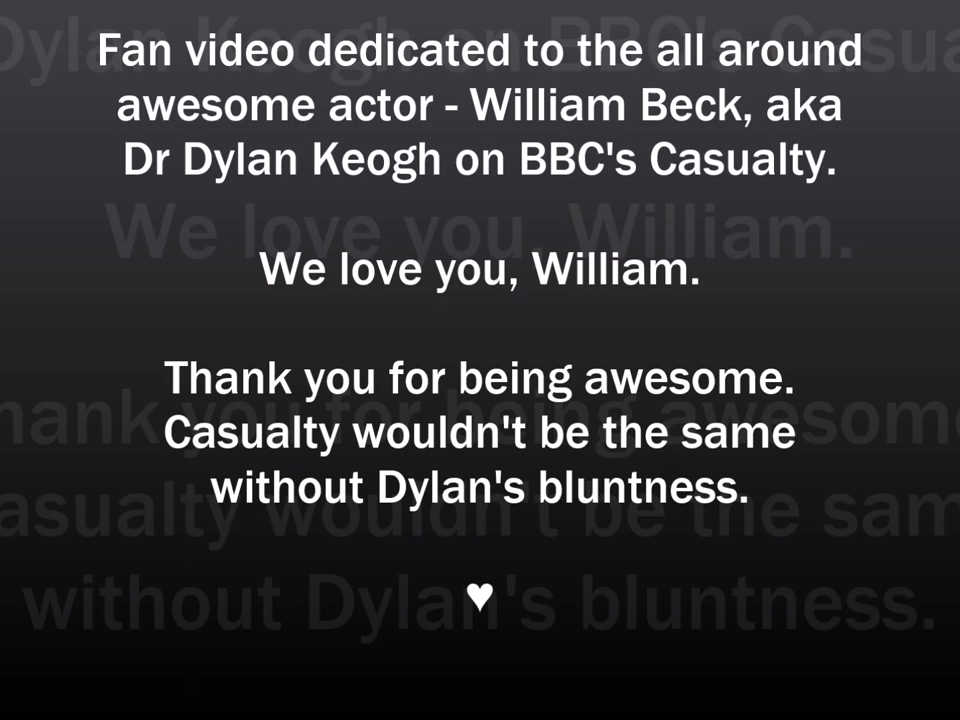 Fan video dedicated to the all around
awesome actor - William Beck, aka
Dr Dylan Keogh on BBC's Casualty.
We love you, William.
Thank you for being awesome.
Casualty wouldn't be the same
without Dylan's bluntness.
♥